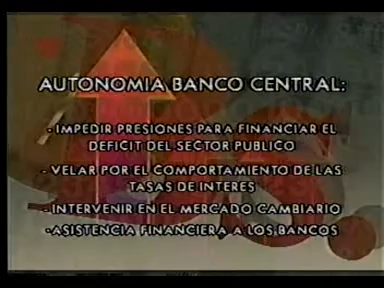 AUTONOMIA BANCO CENTRAL:
- IMPEDIR PRESIONES PARA FINANCIAR EL
DEFICIT DEL SECTOR PUBLICO
- VELAR POR EL COMPORTAMIENTO DE LAS
TASAS DE INTERES
- INTERVENIR EN EL MERCADO CAMBIARIO
- ASISTENCIA FINANCIERA A LOS BANCOS